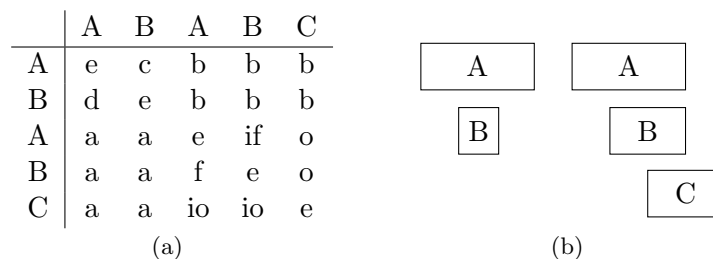 A B A B C
A e c b b b
B d e b b b
A a a e if o
B a a f e o
C a a io io e
(a)
A A
B B
C
(b)